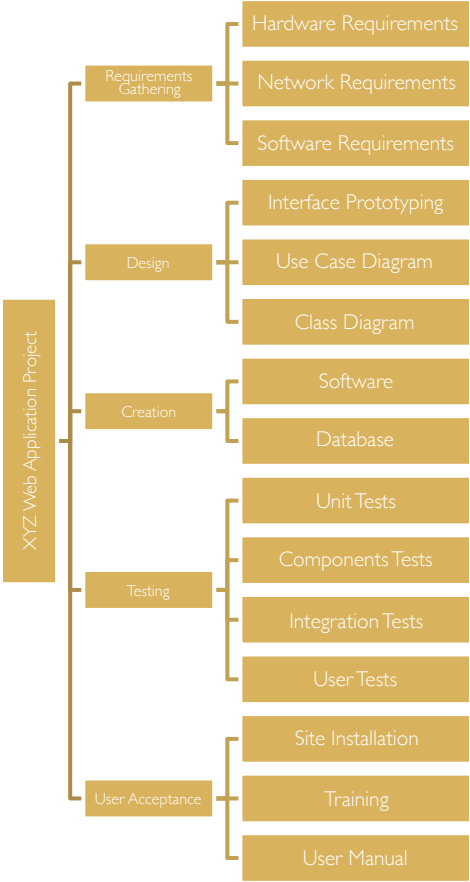 XYZ Web Application Project
Requirements
Gathering
Hardware Requirements
Network Requirements
Software Requirements
Design
Interface Prototyping
Use Case Diagram
Class Diagram
Creation
Software
Database
Testing
Unit Tests
Components Tests
Integration Tests
User Tests
User Acceptance
Site Installation
Training
User Manual